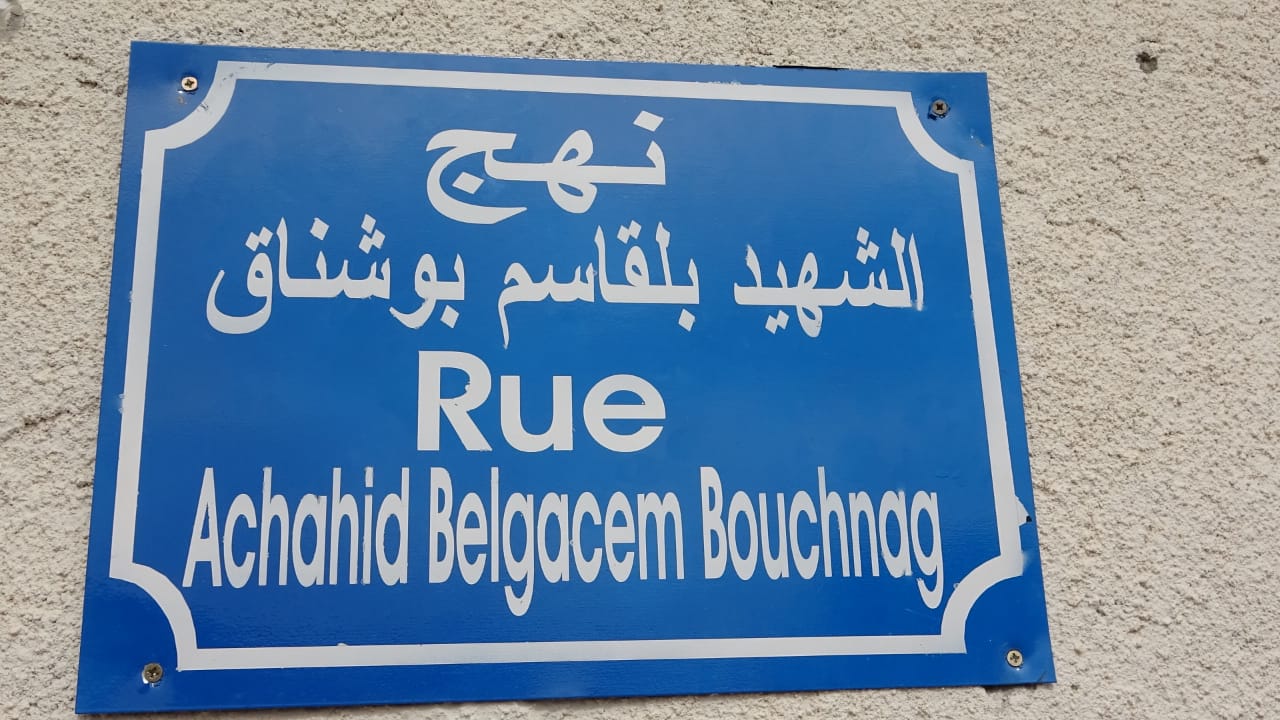 نهج
الشهيد بلقاسم بوشناق
Rue
Achahid Belgacem Bouchnag